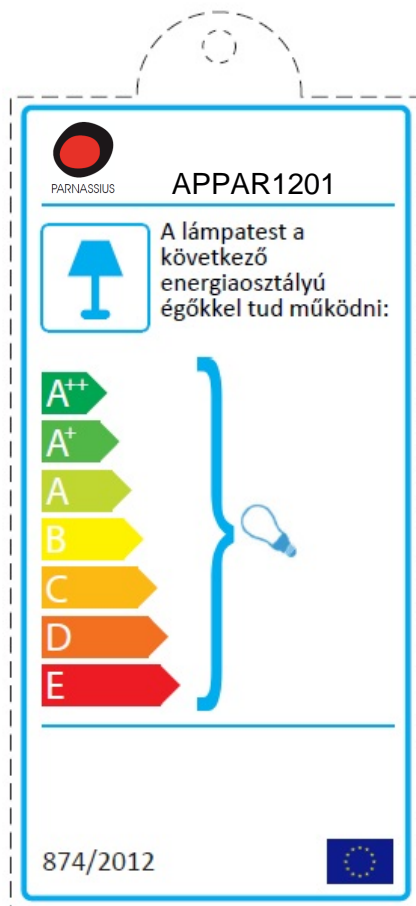 PARNASSIUS
APPAR1201
A lámpatest a
következő
energiaosztályú
égőkkel tud működni:
A++
A+
A
B
C
D
E
874/2012